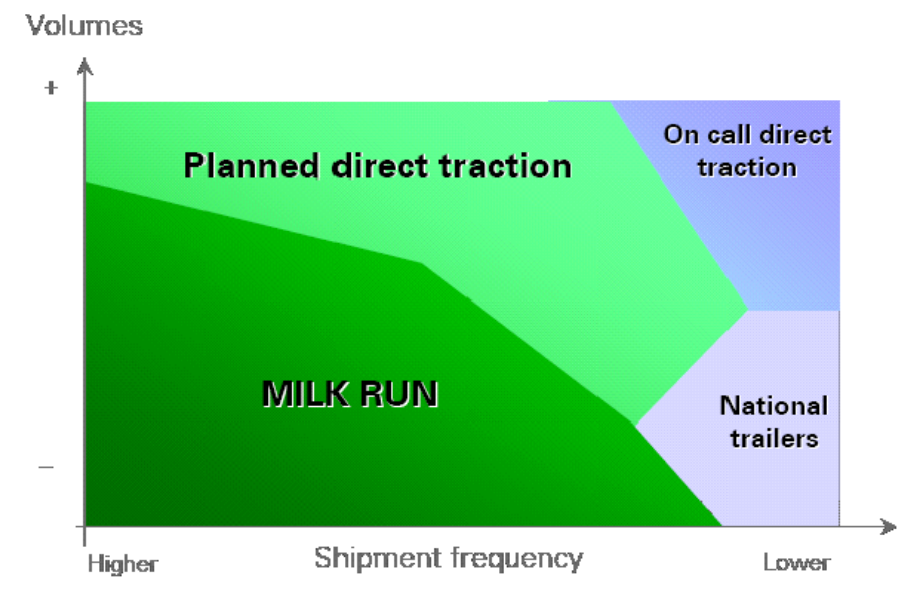 Volumes
+
On call direct
traction
Planned direct traction
MILK RUN
National
trailers
–
Higher
Shipment frequency
Lower